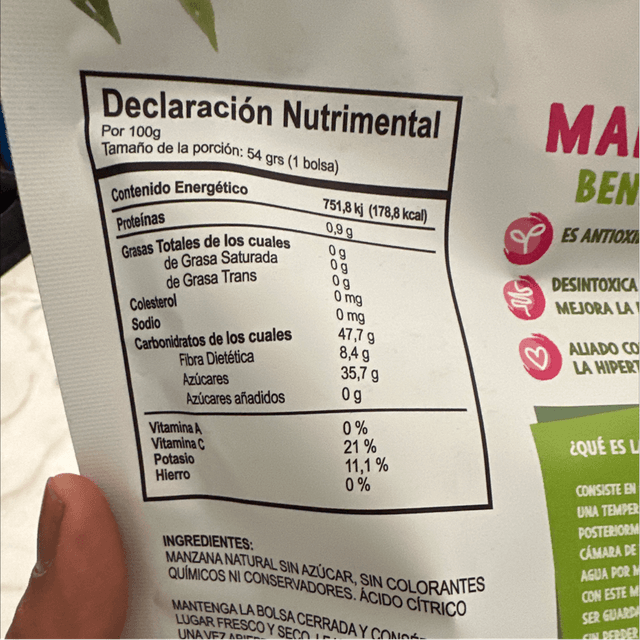 Declaración Nutrimental
Por 100g
Tamaño de la porción: 54 grs (1 bolsa)
Contenido Energético 751,8 kj (178,8 kcal)
Proteínas 0,9 g
Grasas Totales de los cuales 0 g
de Grasa Saturada 0 g
de Grasa Trans 0 g
Colesterol 0 mg
Sodio 0 mg
Carbonidratos de los cuales 47,7 g
Fibra Dietética 8,4 g
Azúcares 35,7 g
Azúcares añadidos 0 g
Vitamina A 0 %
Vitamina C 21 %
Potasio 11,1 %
Hierro 0 %
INGREDIENTES:
MANZANA NATURAL SIN AZÚCAR, SIN COLORANTES
QUÍMICOS NI CONSERVADORES. ÁCIDO CÍTRICO
MANTENGA LA BOLSA CERRADA Y
LUGAR FRESCO Y SECO.
UNA VEZ
MA
BEN
ES ANTIOXI
DESINTOXICA
MEJORA LA
ALIADO CO
LA HIPERT
¿QUÉ ES L
CONSISTE EN
UNA TEMPER
POSTERIORM
CÁMARA DE
AGUA POR
CON ESTE M
SER GUARD
SIN PERDER